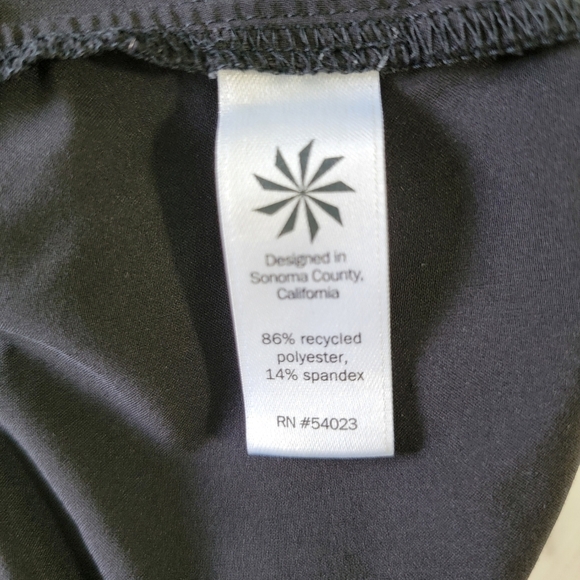 Designed in
Sonoma County,
California
86% recycled
polyester,
14% spandex
RN #54023